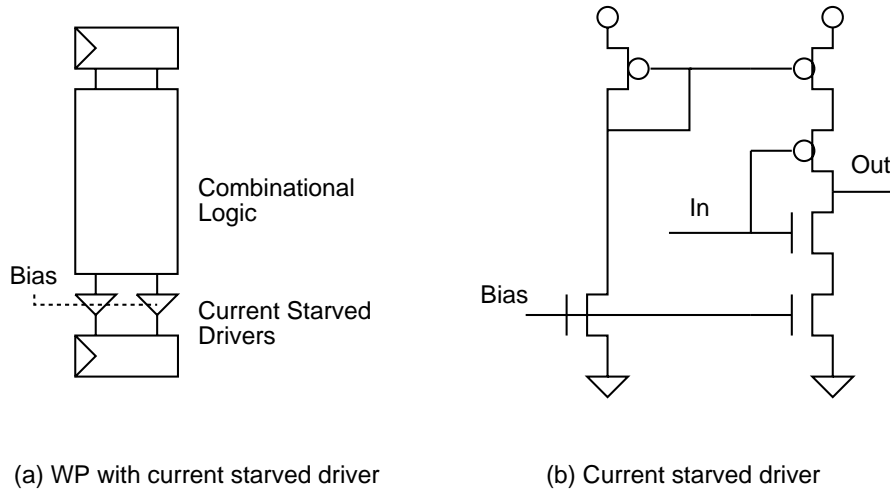 Combinational
Logic
Bias
Current Starved
Drivers
(a) WP with current starved driver
Out
In
Bias
(b) Current starved driver